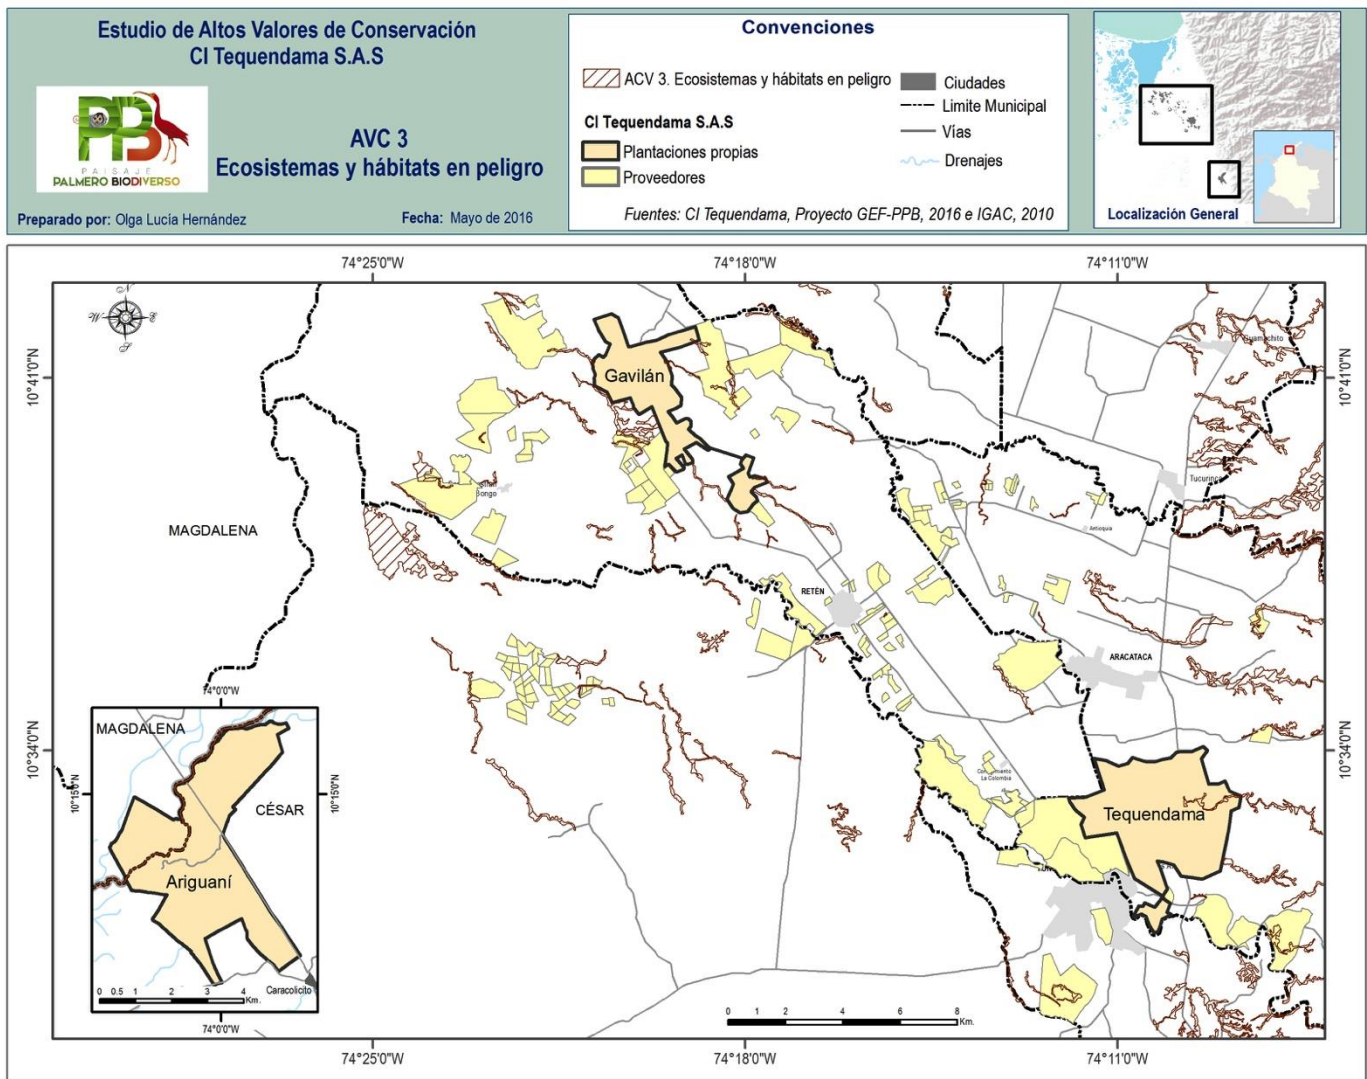 Estudio de Altos Valores de Conservación
CI Tequendama S.A.S
PPB
PAISAJE
PALMERO BIODIVERSO
AVC 3
Ecosistemas y hábitats en peligro
Preparado por: Olga Lucía Hernández
Fecha: Mayo de 2016
Convenciones
ACV 3. Ecosistemas y hábitats en peligro
CI Tequendama S.A.S
Plantaciones propias
Proveedores
Ciudades
Limite Municipal
Vías
Drenajes
Fuentes: CI Tequendama, Proyecto GEF-PPB, 2016 e IGAC, 2010
Localización General
74°25'0"W
74°18'0"W
74°11'0"W
N
W
E
S
10°41'N
10°41'N
Guamachito
Gavilán
Bongo
Tucurinca
MAGDALENA
Antioquia
RETÉN
ARACATACA
10°34'0"N
10°34'0"N
La Colombia
Tequendama
74°0'0"W
MAGDALENA
10°15'0"N
10°15'0"N
CÉSAR
Ariguaní
Caracolicito
0 0.5 1 2 3 4
Km.
74°0'0"W
0 1 2 4 6 8
Km.
74°25'0"W
74°18'0"W
74°11'0"W